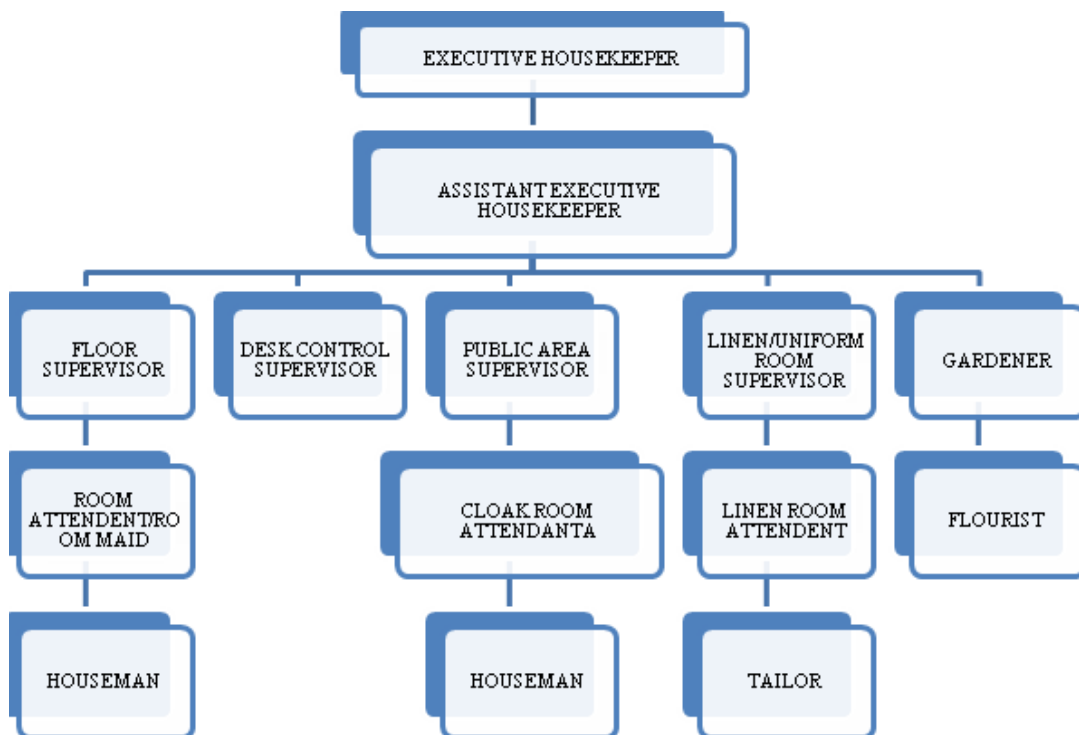 EXECUTIVE HOUSEKEEPER
ASSISTANT EXECUTIVE
HOUSEKEEPER
FLOOR
SUPERVISOR
DESK CONTROL
SUPERVISOR
PUBLIC AREA
SUPERVISOR
LINEN/UNIFORM
ROOM
SUPERVISOR
GARDENER
ROOM
ATTENDENT/RO
OM MAID
CLOAK ROOM
ATTENDANTA
LINEN ROOM
ATTENDENT
FLOURIST
HOUSEMAN
HOUSEMAN
TAILOR